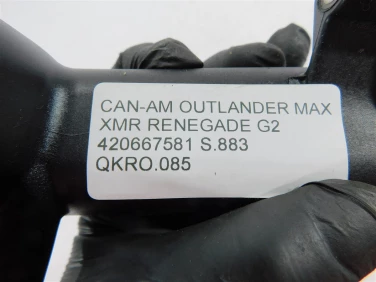 CAN-AM OUTLANDER MAX
XMR RENEGADE G2
420667581 S.883
QKRO.085